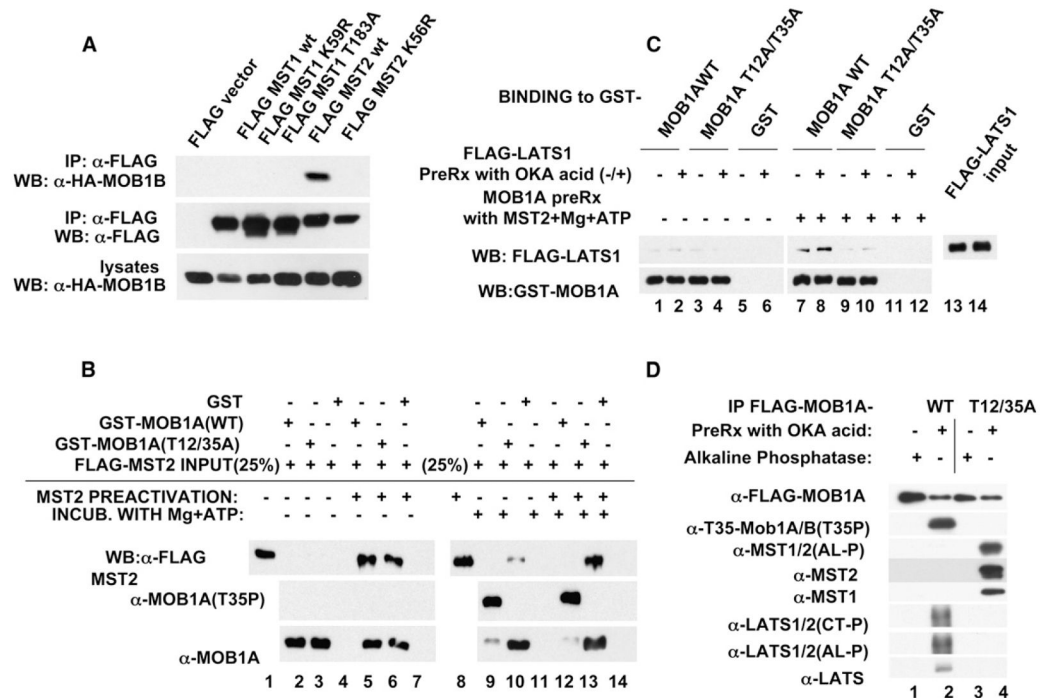 A
FLAG vector
FLAG MST1 wt
FLAG MST1 K59R
FLAG MST1 T183A
FLAG MST2 wt
FLAG MST2 K56R
IP: α-FLAG
WB: α-HA-MOB1B
IP: α-FLAG
WB: α-FLAG
lysates
WB: α-HA-MOB1B
C
BINDING to GST-
MOB1AWT
MOB1A T12A/T35A
GST
MOB1A WT
MOB1A T12A/T35A
GST
FLAG-LATS1
input
FLAG-LATS1
PreRx with OKA acid (-/+) - + - + - + - + - + - +
MOB1A preRx
with MST2+Mg+ATP - - - - - - + + + + + +
WB: FLAG-LATS1
WB:GST-MOB1A
1 2 3 4 5 6 7 8 9 10 11 12 13 14
B
GST - - + - - + - - + - - +
GST-MOB1A(WT) + - - + - - + - - + - -
GST-MOB1A(T12/35A) - + - - + - - + - - + -
FLAG-MST2 INPUT(25%) + + + + + + (25%) + + + + + +
MST2 PREACTIVATION: - - - - + + + + - - - + + +
INCUB. WITH Mg+ATP: - - - - - - + + + + + +
WB:α-FLAG
MST2
α-MOB1A(T35P)
α-MOB1A
1 2 3 4 5 6 7 8 9 10 11 12 13 14
D
IP FLAG-MOB1A- WT T12/35A
PreRx with OKA acid: - + - +
Alkaline Phosphatase: + - + -
α-FLAG-MOB1A
α-T35-Mob1A/B(T35P)
α-MST1/2(AL-P)
α-MST2
α-MST1
α-LATS1/2(CT-P)
α-LATS1/2(AL-P)
α-LATS
1 2 3 4